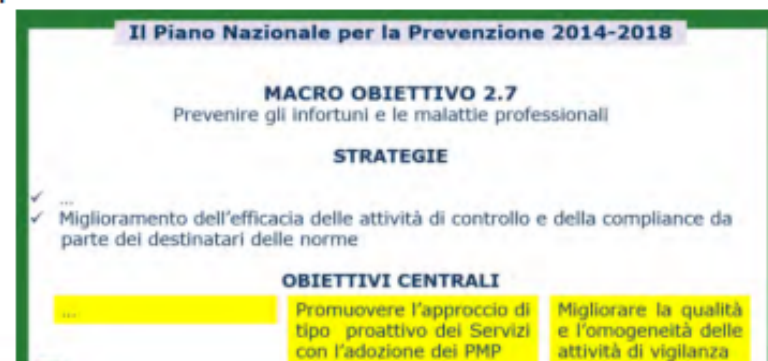 Il Piano Nazionale per la Prevenzione 2014-2018
MACRO OBIETTIVO 2.7
Prevenire gli infortuni e le malattie professionali
STRATEGIE
✓ ...
✓ Miglioramento dell'efficacia delle attività di controllo e della compliance da
parte dei destinatari delle norme
OBIETTIVI CENTRALI
...
Promuovere l'approccio di
tipo proattivo dei Servizi
con l'adozione dei PMP
Migliorare la qualità
e l'omogeneità delle
attività di vigilanza